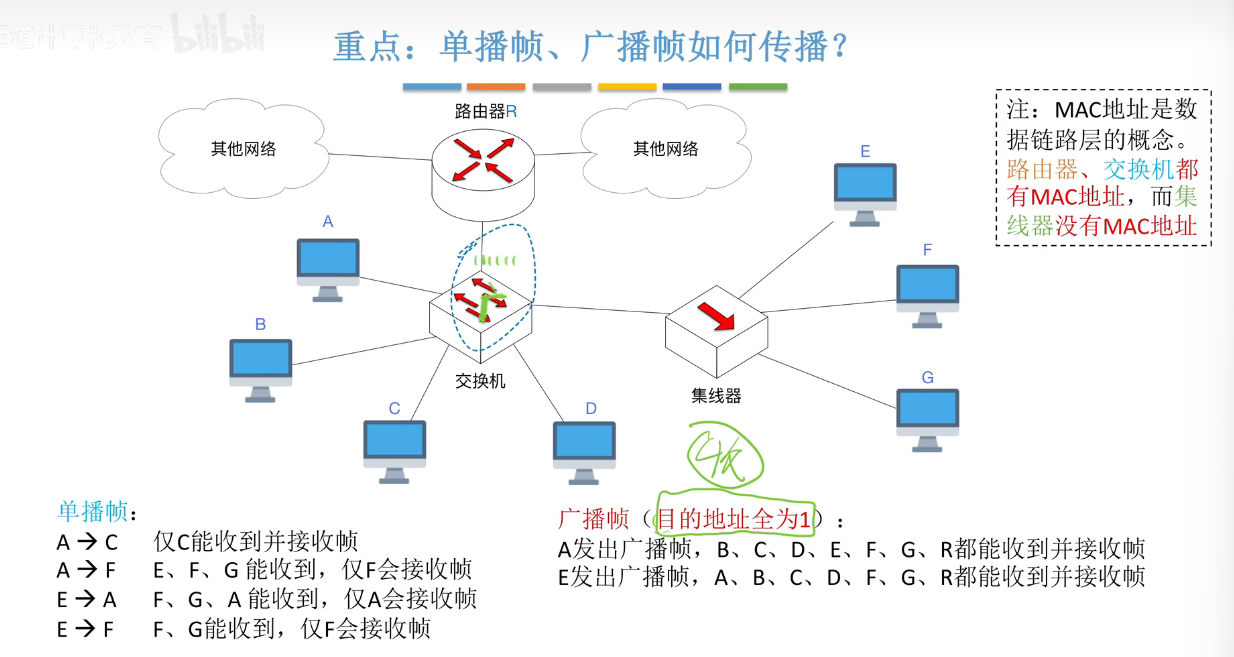 bilibili
重点：单播帧、广播帧如何传播？
路由器R
其他网络
其他网络
注：MAC地址是数
据链路层的概念。
路由器、交换机都
有MAC地址，而集
线器没有MAC地址
A
B
C
D
E
F
G
交换机
集线器
单播帧：
A → C 仅C能收到并接收帧
A → F E、F、G 能收到，仅F会接收帧
E → A F、G、A 能收到，仅A会接收帧
E → F F、G能收到，仅F会接收帧
广播帧（目的地址全为1）：
A发出广播帧，B、C、D、E、F、G、R都能收到并接收帧
E发出广播帧，A、B、C、D、F、G、R都能收到并接收帧